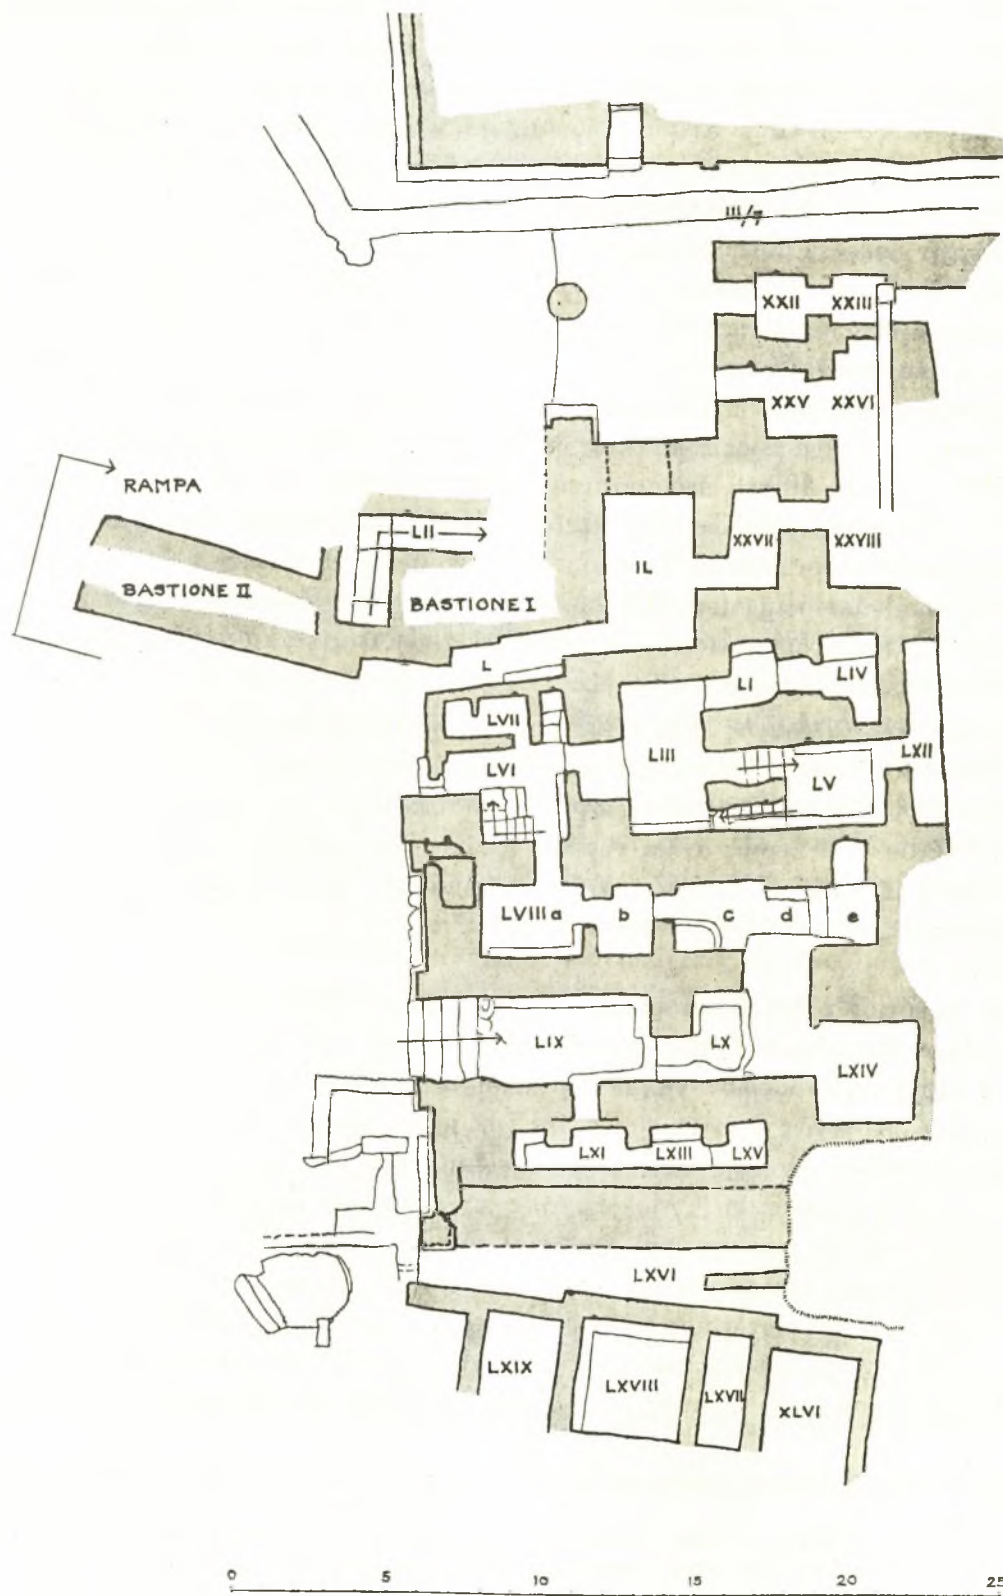 III/7
XXII XXIII
XXV XXVI
RAMPA
LII
XXVII XXVIII
IL
BASTIONE II
BASTIONE I
L
LI
LIV
LVII
LIII
LXII
LVI
LV
LVIII a b c d e
LIX
LX
LXIV
LXI LXIII LXV
LXVI
LXIX
LXVIII
LXVII
XLVI
0 5 10 15 20 25